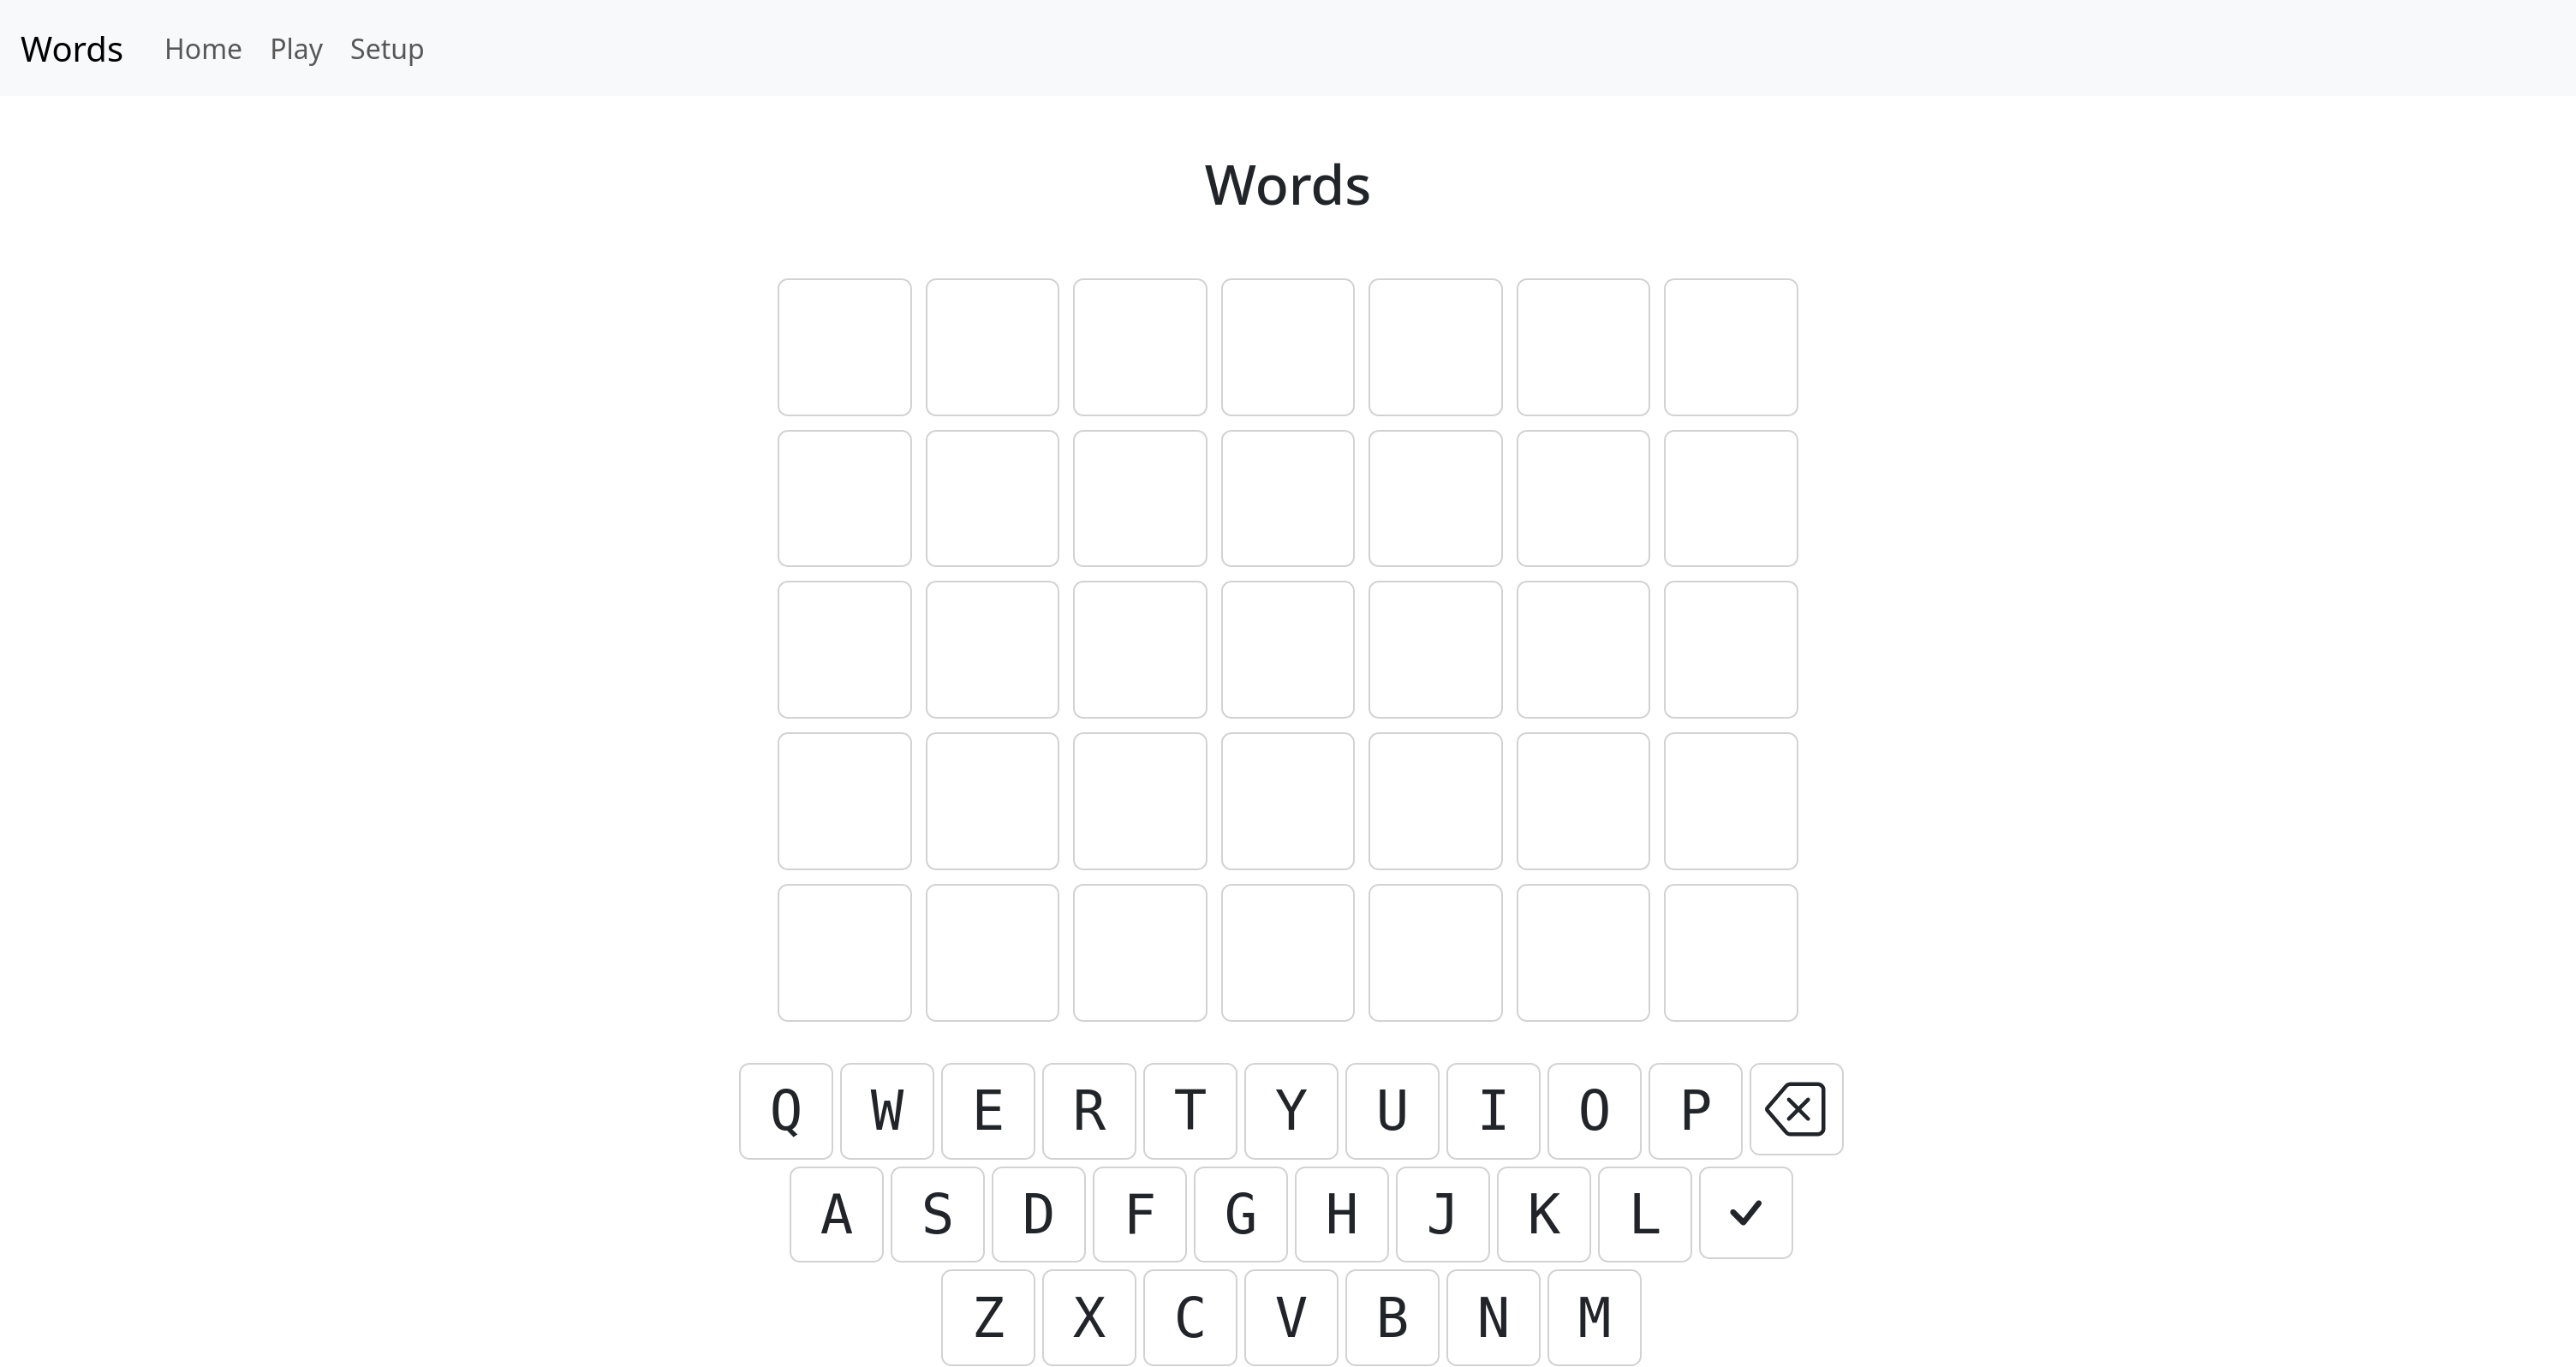 Words Home Play Setup
Words
Q W E R T Y U I O P
A S D F G H J K L
Z X C V B N M